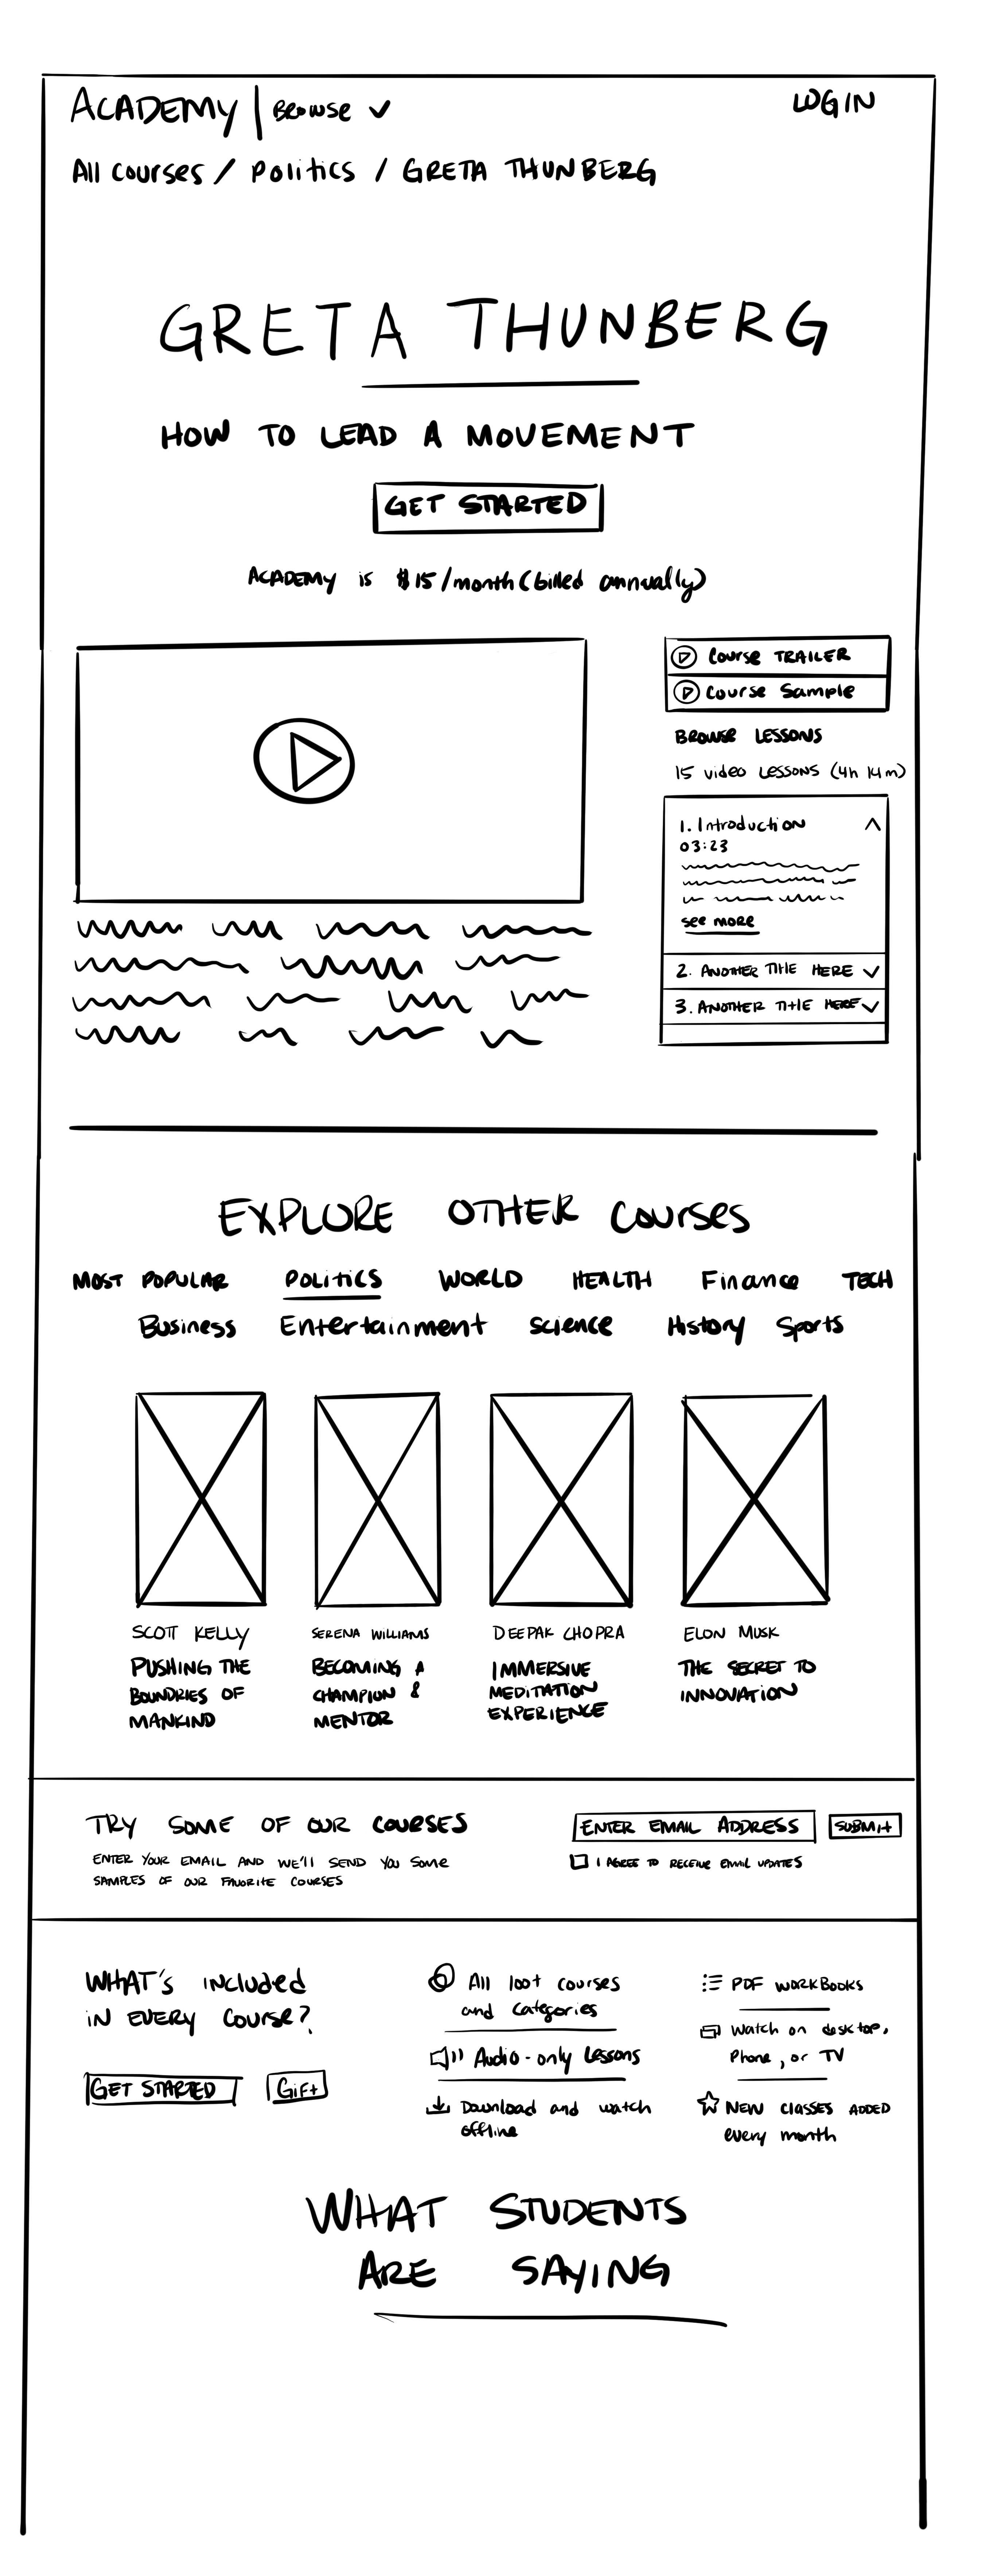 ACADEMY | Browse LOGIN
All courses / Politics / GRETA THUNBERG
GRETA THUNBERG
HOW TO LEAD A MOVEMENT
GET STARTED
ACADEMY is $15/month (billed annually)
Course TRAILER
Course Sample
BROWSE LESSONS
15 video LESSONS (4h 14m)
1. Introduction
03:23
see more
2. ANOTHER Title HERE
3. ANOTHER Title HERE
EXPLORE OTHER Courses
MOST POPULAR POLITICS WORLD HEALTH Finance TECH
Business Entertainment Science History Sports
SCOTT KELLY
PUSHING THE
BOUNDRIES OF
MANKIND
SERENA WILLIAMS
BECOMING A
CHAMPION &
MENTOR
DEEPAK CHOPRA
IMMERSIVE
MEDITATION
EXPERIENCE
ELON MUSK
THE SECRET TO
INNOVATION
TRY SOME OF OUR COURSES
ENTER YOUR EMAIL AND WE'LL SEND YOU SOME
SAMPLES OF OUR FAVORITE COURSES
ENTER EMAIL ADDRESS SUBMIT
I AGREE TO RECEIVE EMAIL UPDATES
WHAT'S included
iN EVERY COURSE?
GET STARTED Gift
All 100+ courses
and Categories
Audio-only Lessons
Download and watch
offline
PDF WORKBOOKS
Watch on desktop,
Phone, or TV
NEW Classes ADDED
every month
WHAT STUDENTS
ARE SAYING